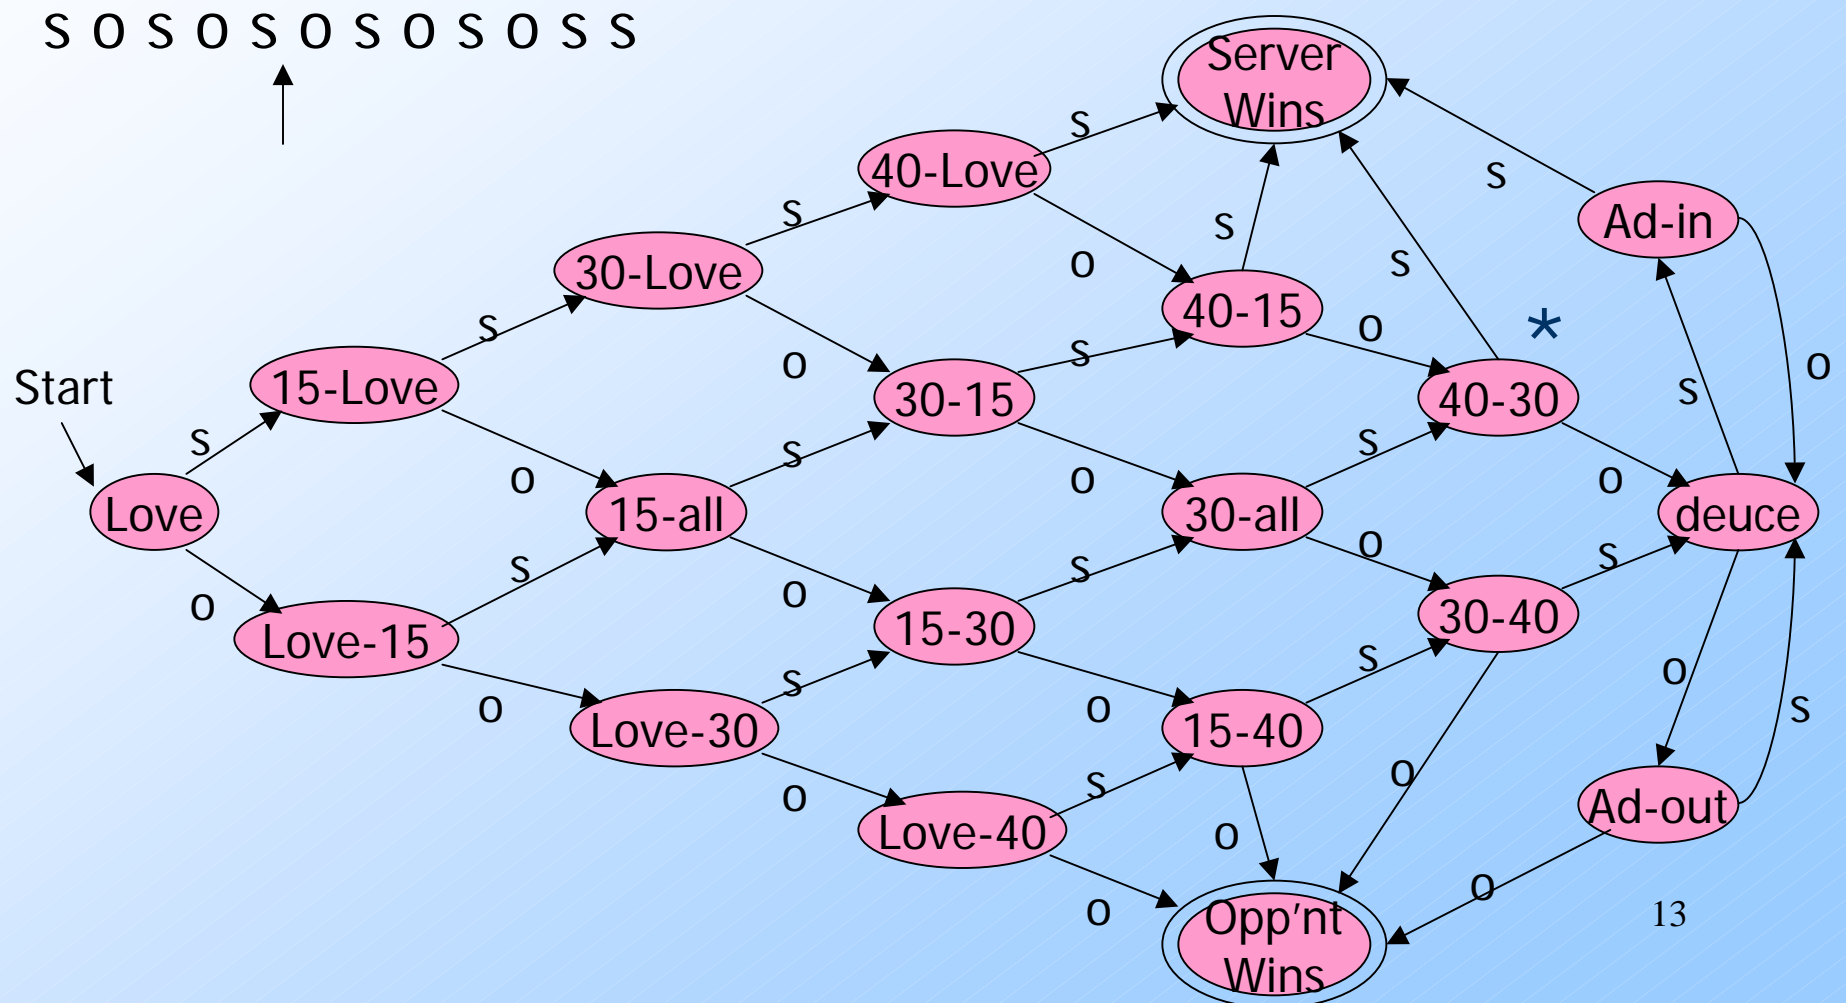 s o s o s o s o s o s s
Server
Wins
s
40-Love
s
s
Ad-in
s
s
30-Love
o
40-15
s
o
*
s
o
s
o
Start
15-Love
30-15
s
40-30
s
s
s
o
o
o
Love
15-all
30-all
deuce
s
o
s
s
o
o
Love-15
15-30
30-40
s
s
o
s
o
o
Love-30
15-40
s
o
o
s
o
Love-40
Ad-out
o
o
o
Opp'nt
Wins
13